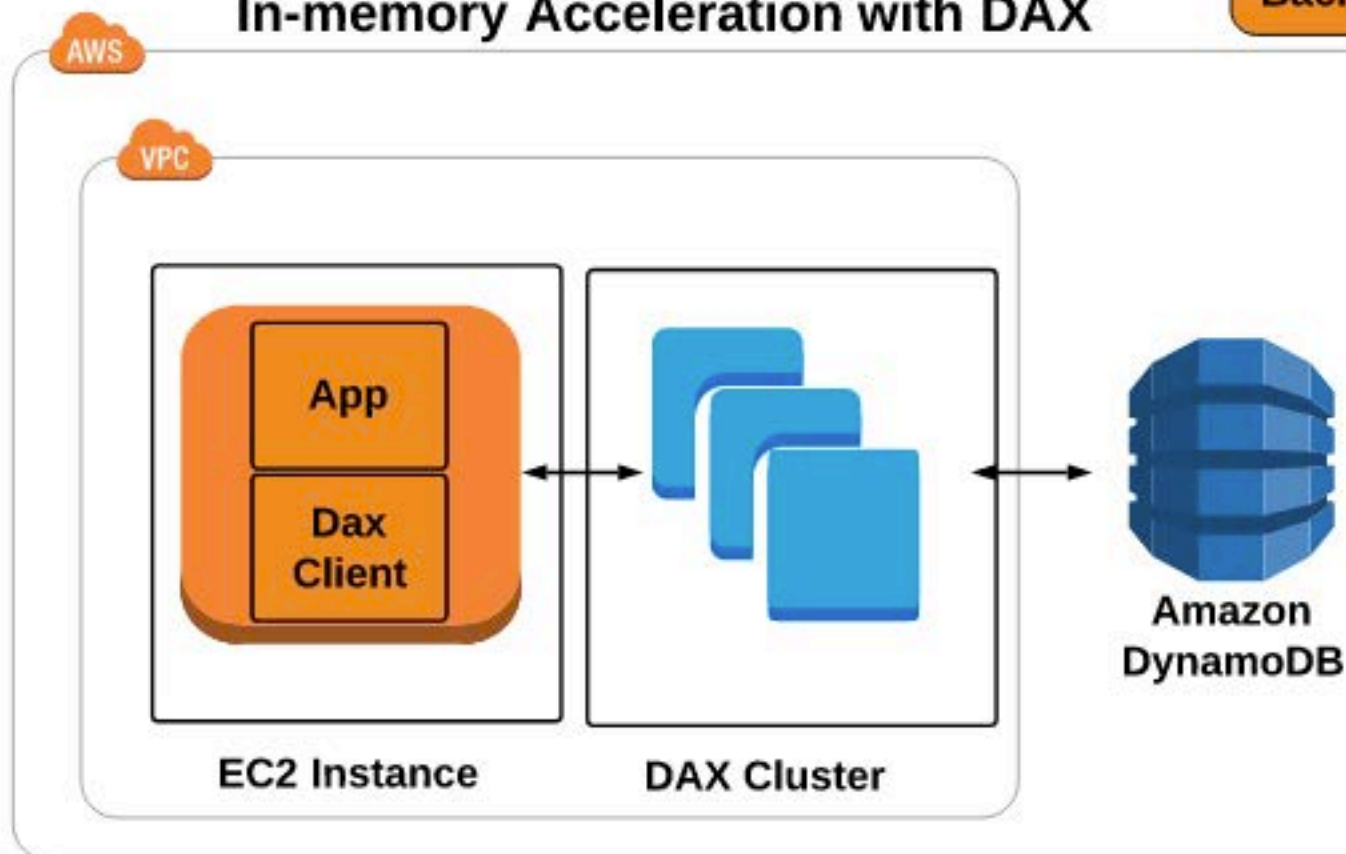 In-memory Acceleration with DAX
AWS
VPC
App
Dax
Client
Amazon
DynamoDB
EC2 Instance
DAX Cluster